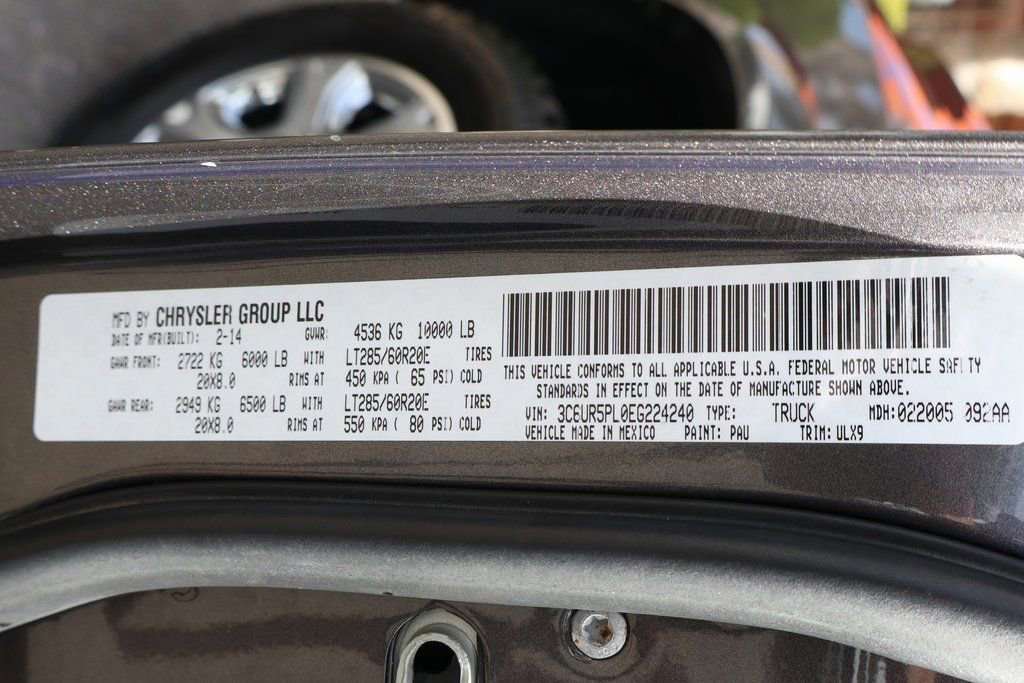 MFD BY CHRYSLER GROUP LLC
DATE OF MFR(BUILT): 2-14 GVWR: 4536 KG 10000 LB
GAWR FRONT: 2722 KG 6000 LB WITH LT285/60R20E TIRES
20X8.0 RIMS AT 450 KPA ( 65 PSI) COLD
GAWR REAR: 2949 KG 6500 LB WITH LT285/60R20E TIRES
20X8.0 RIMS AT 550 KPA ( 80 PSI) COLD
THIS VEHICLE CONFORMS TO ALL APPLICABLE U.S.A. FEDERAL MOTOR VEHICLE SAFETY
STANDARDS IN EFFECT ON THE DATE OF MANUFACTURE SHOWN ABOVE.
VIN: 3C6UR5PL0EG224240 TYPE: TRUCK MDH: 022005 092AA
VEHICLE MADE IN MEXICO PAINT: PAU TRIM: ULX9